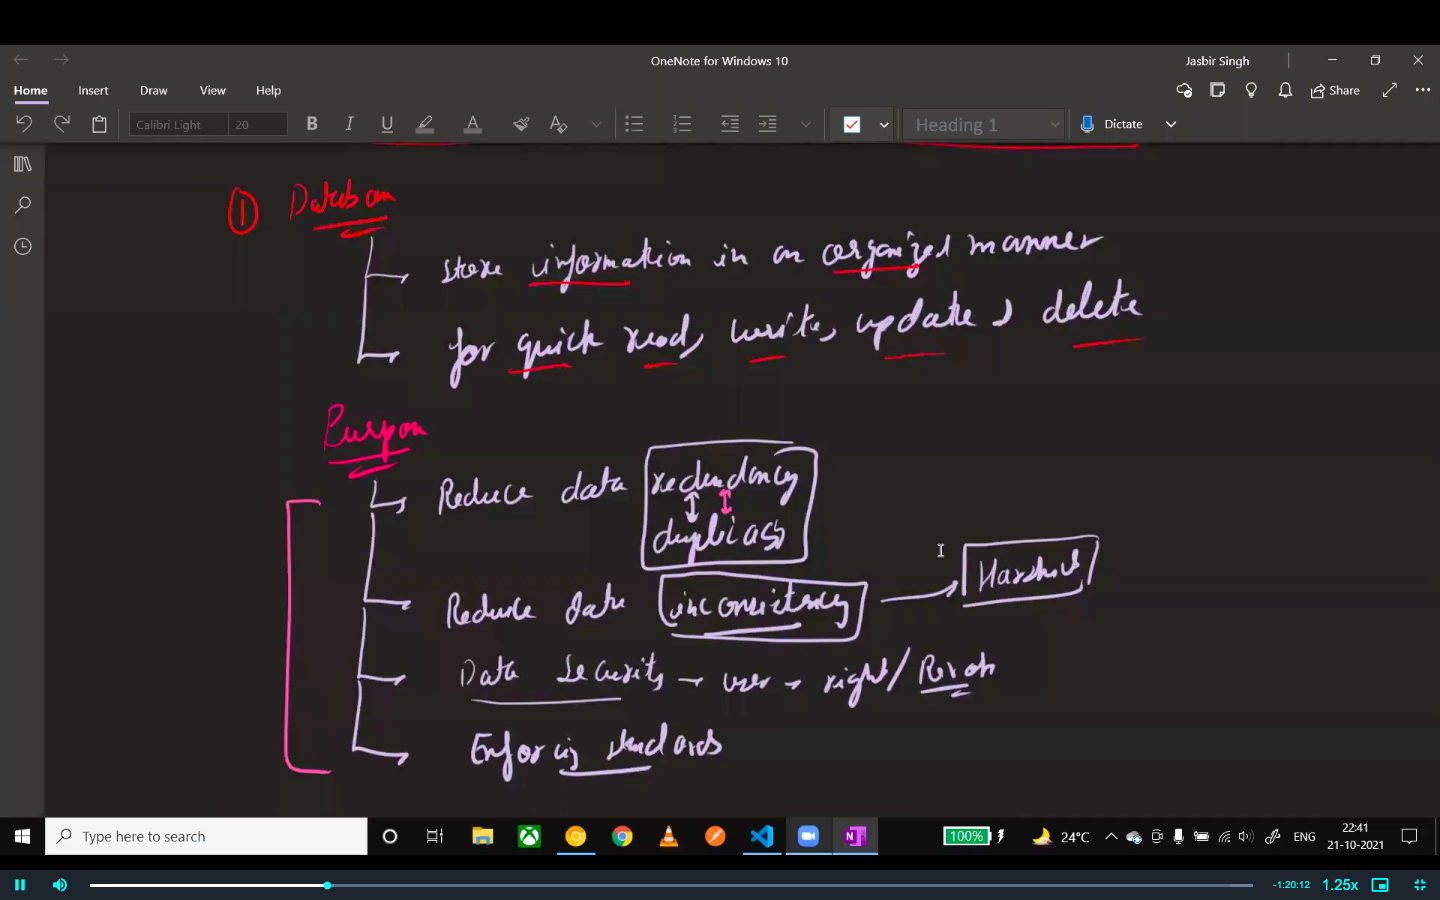 OneNote for Windows 10
Jasbir Singh
Home Insert Draw View Help
Share
Calibri Light 20
B I U A
Heading 1
Dictate
① Database
store information in an organized manner
for quick read, write, update, delete
Purpose
Reduce data redundancy
Reduce data inconsistency → Harshit
Data Security → user → right/
Enforcing standards
Type here to search
100%
24°C
ENG
22:41
21-10-2021
-1:20:12
1.25x